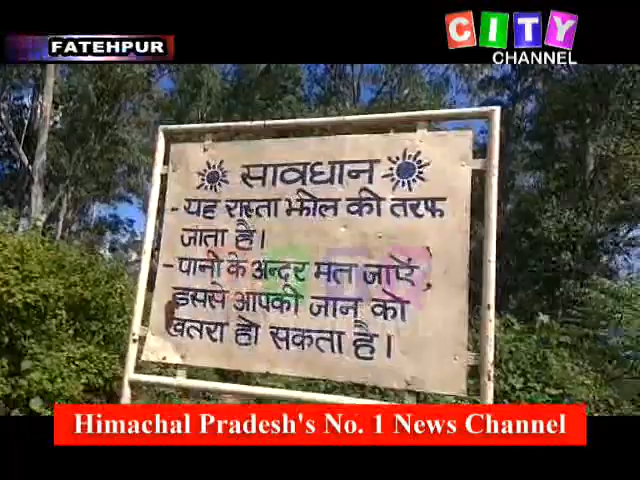 FATEHPUR
CITY
CHANNEL
सावधान
- यह रास्ता झील की तरफ
जाता है।
- पानी के अन्दर मत जाएँ,
इससे आपकी जान को
खतरा हो सकता है।
Himachal Pradesh's No. 1 News Channel